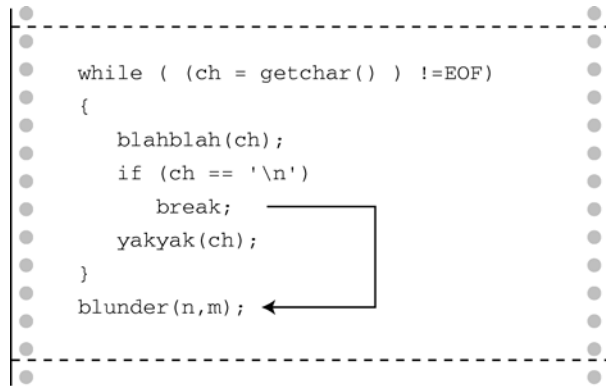 while ( (ch = getchar() ) !=EOF)
{
blahblah(ch);
if (ch == '\n')
break;
yakyak(ch);
}
blunder(n,m);